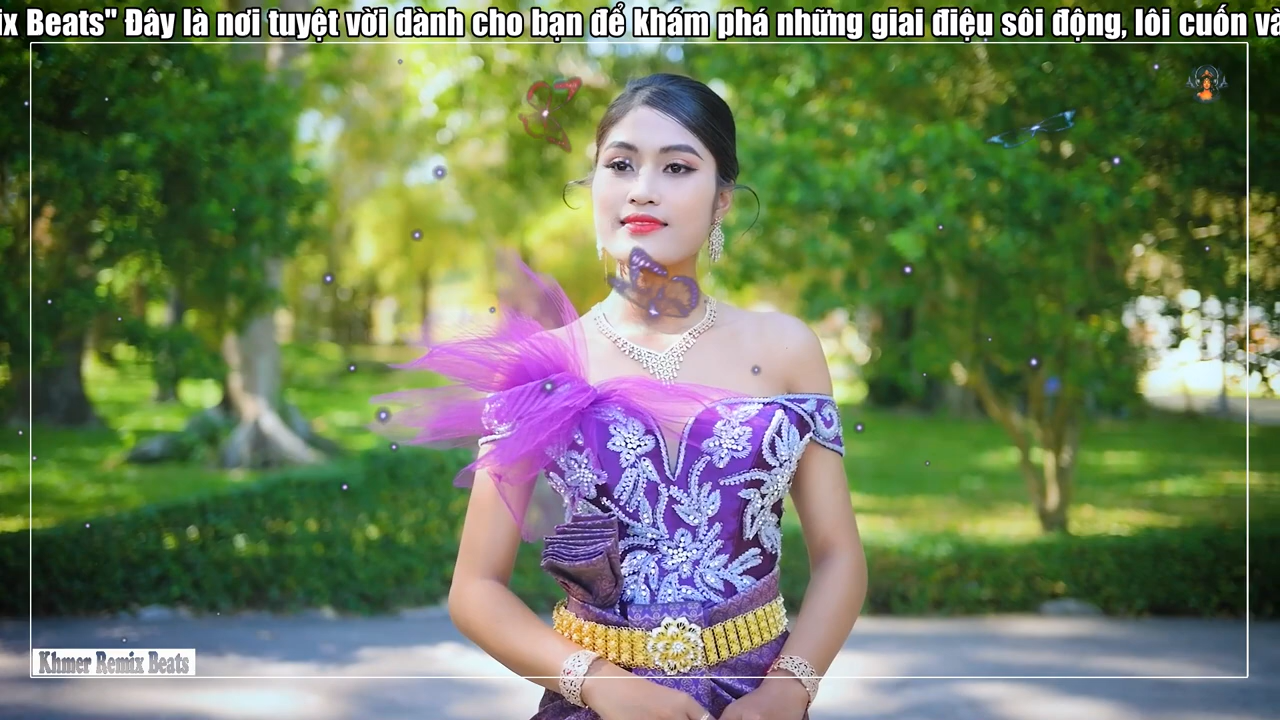 ix Beats" Đây là nơi tuyệt vời dành cho bạn để khám phá những giai điệu sôi động, lôi cuốn và
Khmer Remix Beats